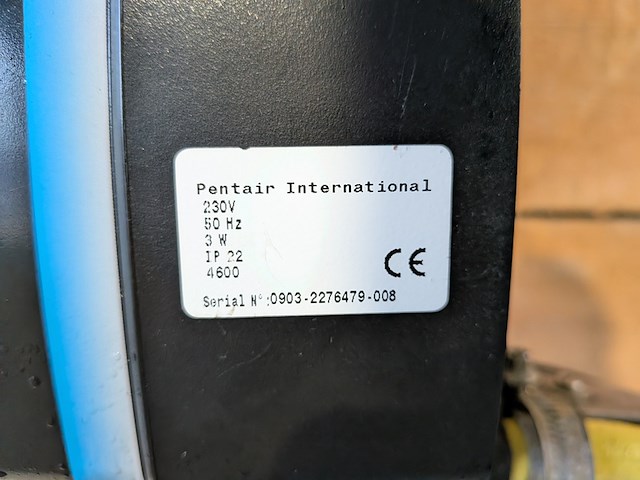 Pentair International
230V
50 Hz
3 W
IP 22
4600
CE
Serial N°:0903-2276479-008